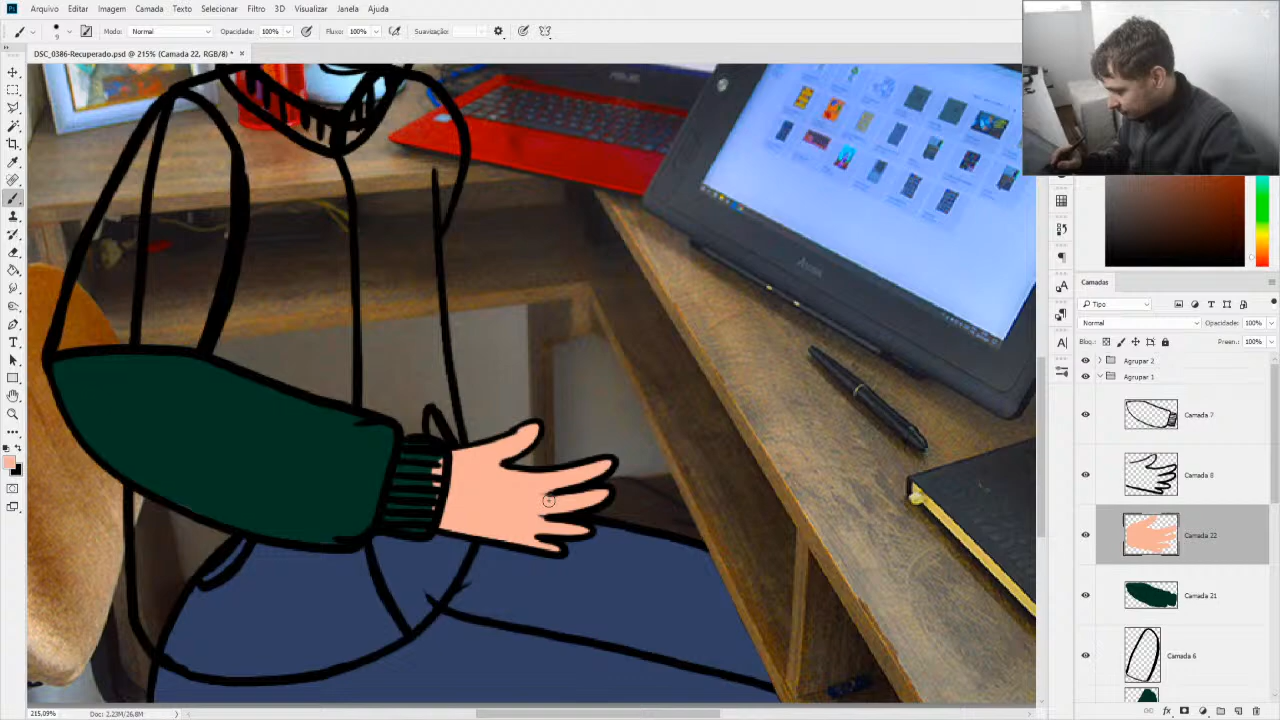 Arquivo Editar Imagem Camada Texto Selecionar Filtro 3D Visualizar Janela Ajuda
9 Modo: Normal Opacidade: 100% Fluxo: 100% Suavização:
DSC_0386-Recuperado.psd @ 215% (Camada 22, RGB/8) * ×
ASUS
Camadas
Tipo
Normal Opacidade: 100%
Bloq.: Preen.: 100%
Agrupar 2
Agrupar 1
Camada 7
Camada 8
Camada 22
Camada 21
Camada 6
215,09% Doc: 2,23M/26,8M